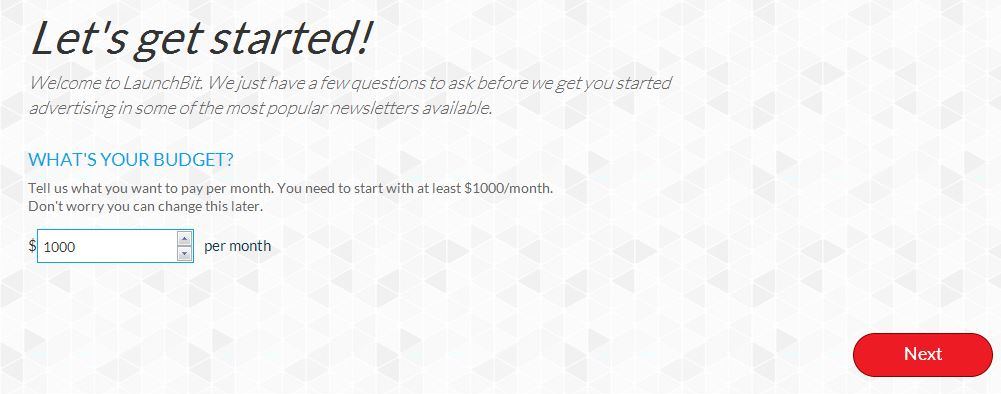 Let's get started!
Welcome to LaunchBit. We just have a few questions to ask before we get you started
advertising in some of the most popular newsletters available.
WHAT'S YOUR BUDGET?
Tell us what you want to pay per month. You need to start with at least $1000/month.
Don't worry you can change this later.
$ 1000 per month
Next